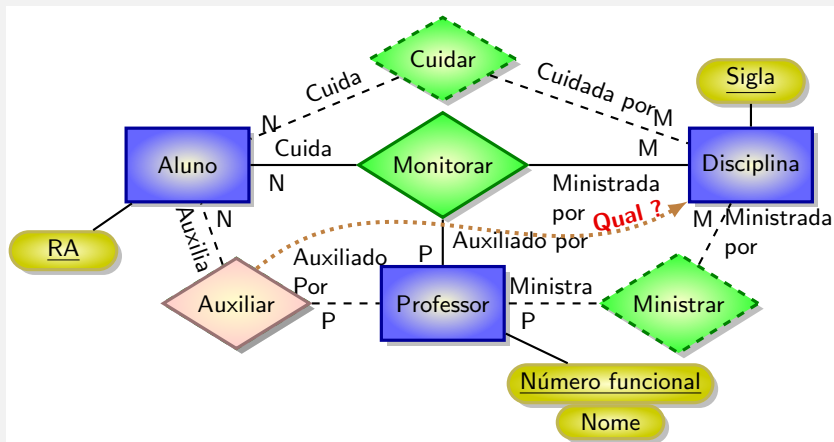 Cuidar
Cuida
Cuidada por
Sigla
N
M
Aluno
Cuida
N
Monitorar
M
Disciplina
Ministrada
por
Qual ?
M
Ministrada
por
RA
Auxilia
N
Auxiliado
Por
P
Auxiliado por
P
Auxiliar
Professor
Ministra
P
Ministrar
Número funcional
Nome